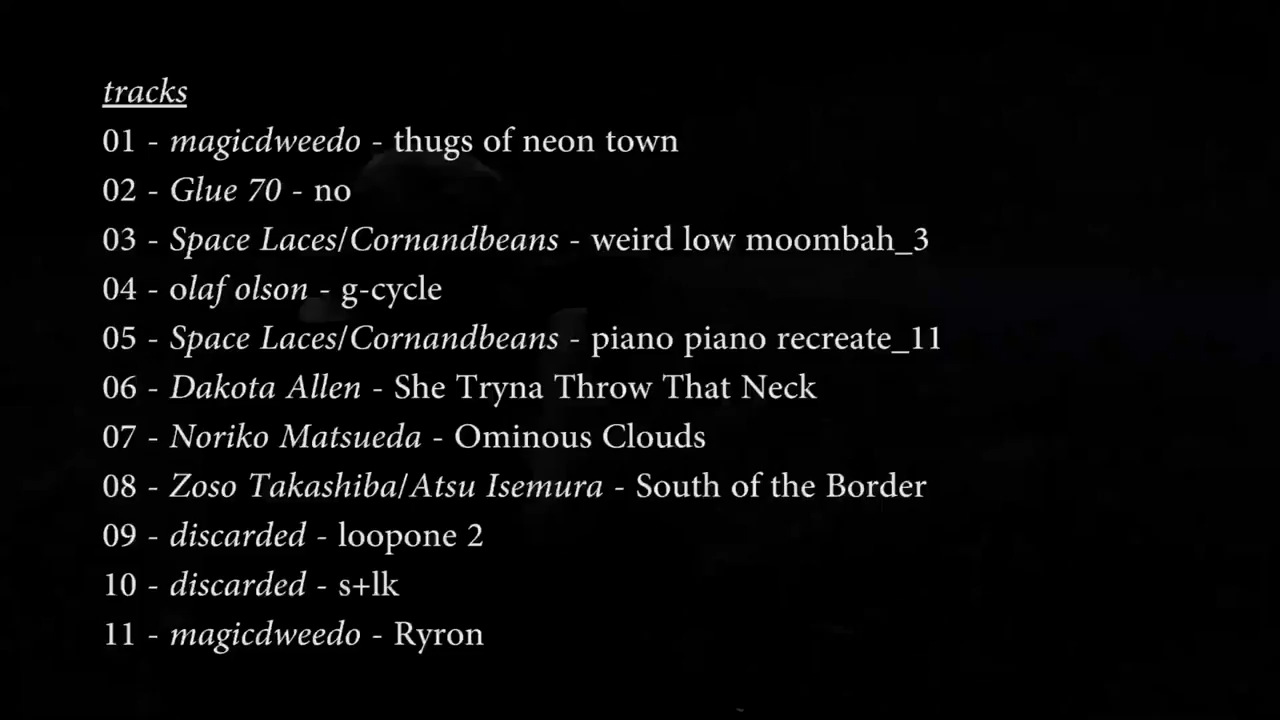 tracks
01 - magicdweedo - thugs of neon town
02 - Glue 70 - no
03 - Space Laces/Cornandbeans - weird low moombah_3
04 - olaf olson - g-cycle
05 - Space Laces/Cornandbeans - piano piano recreate_11
06 - Dakota Allen - She Tryna Throw That Neck
07 - Noriko Matsueda - Ominous Clouds
08 - Zoso Takashiba/Atsu Isemura - South of the Border
09 - discarded - loopone 2
10 - discarded - s+lk
11 - magicdweedo - Ryron